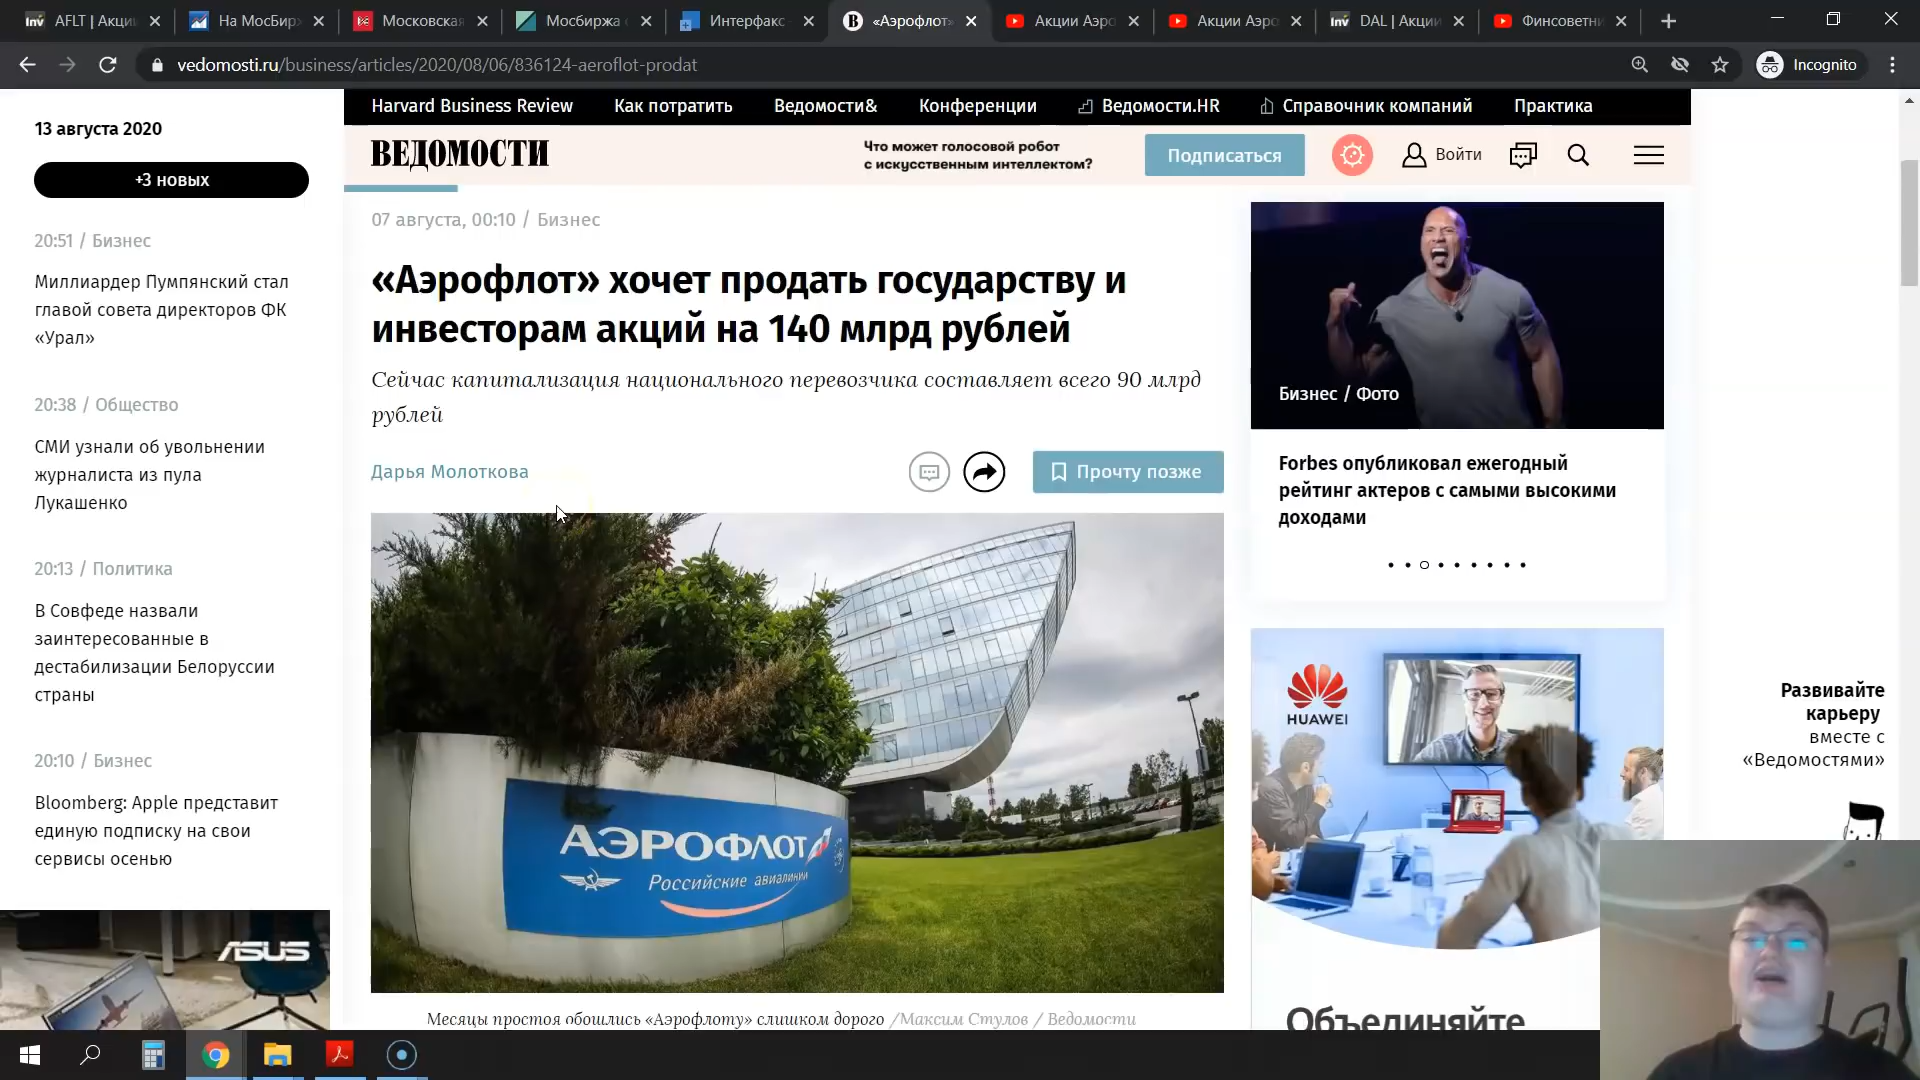 AFLT | Акции
На МосБирж
Московская
Мосбиржа
Интерфакс
«Аэрофлот»
Акции Аэро
Акции Аэро
DAL | Акции
Финсоветни
vedomosti.ru/business/articles/2020/08/06/836124-aeroflot-prodat
Incognito
Harvard Business Review
Как потратить
Ведомости&
Конференции
Ведомости.HR
Справочник компаний
Практика
ВЕДОМОСТИ
Что может голосовой робот
с искусственным интеллектом?
Подписаться
Войти
13 августа 2020
+3 новых
20:51 / Бизнес
Миллиардер Пумпянский стал
главой совета директоров ФК
«Урал»
20:38 / Общество
СМИ узнали об увольнении
журналиста из пула
Лукашенко
20:13 / Политика
В Совфеде назвали
заинтересованные в
дестабилизации Белоруссии
страны
20:10 / Бизнес
Bloomberg: Apple представит
единую подписку на свои
сервисы осенью
ASUS
07 августа, 00:10 / Бизнес
«Аэрофлот» хочет продать государству и
инвесторам акций на 140 млрд рублей
Сейчас капитализация национального перевозчика составляет всего 90 млрд
рублей
Дарья Молоткова
Прочту позже
АЭРОФЛОТ
Российские авиалинии
Месяцы простоя обошлись «Аэрофлоту» слишком дорого /Максим Стулов / Ведомости
Бизнес / Фото
Forbes опубликовал ежегодный
рейтинг актеров с самыми высокими
доходами
HUAWEI
Объединяйте
Развивайте
карьеру
вместе с
«Ведомостями»